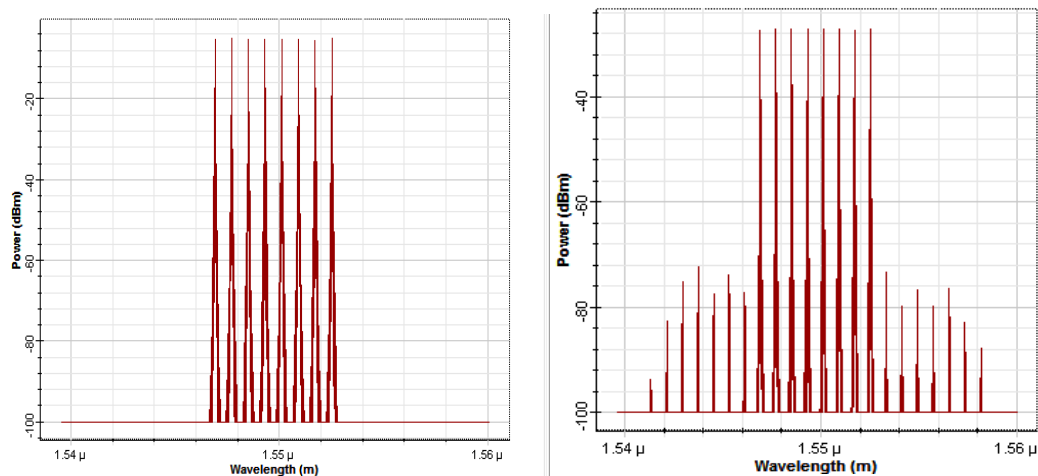 Power (dBm)
-20
-40
-60
-80
-100
1.54 µ
1.55 µ
1.56 µ
Wavelength (m)
Power (dBm)
-40
-60
-80
-100
1.54 µ
1.55 µ
1.56 µ
Wavelength (m)